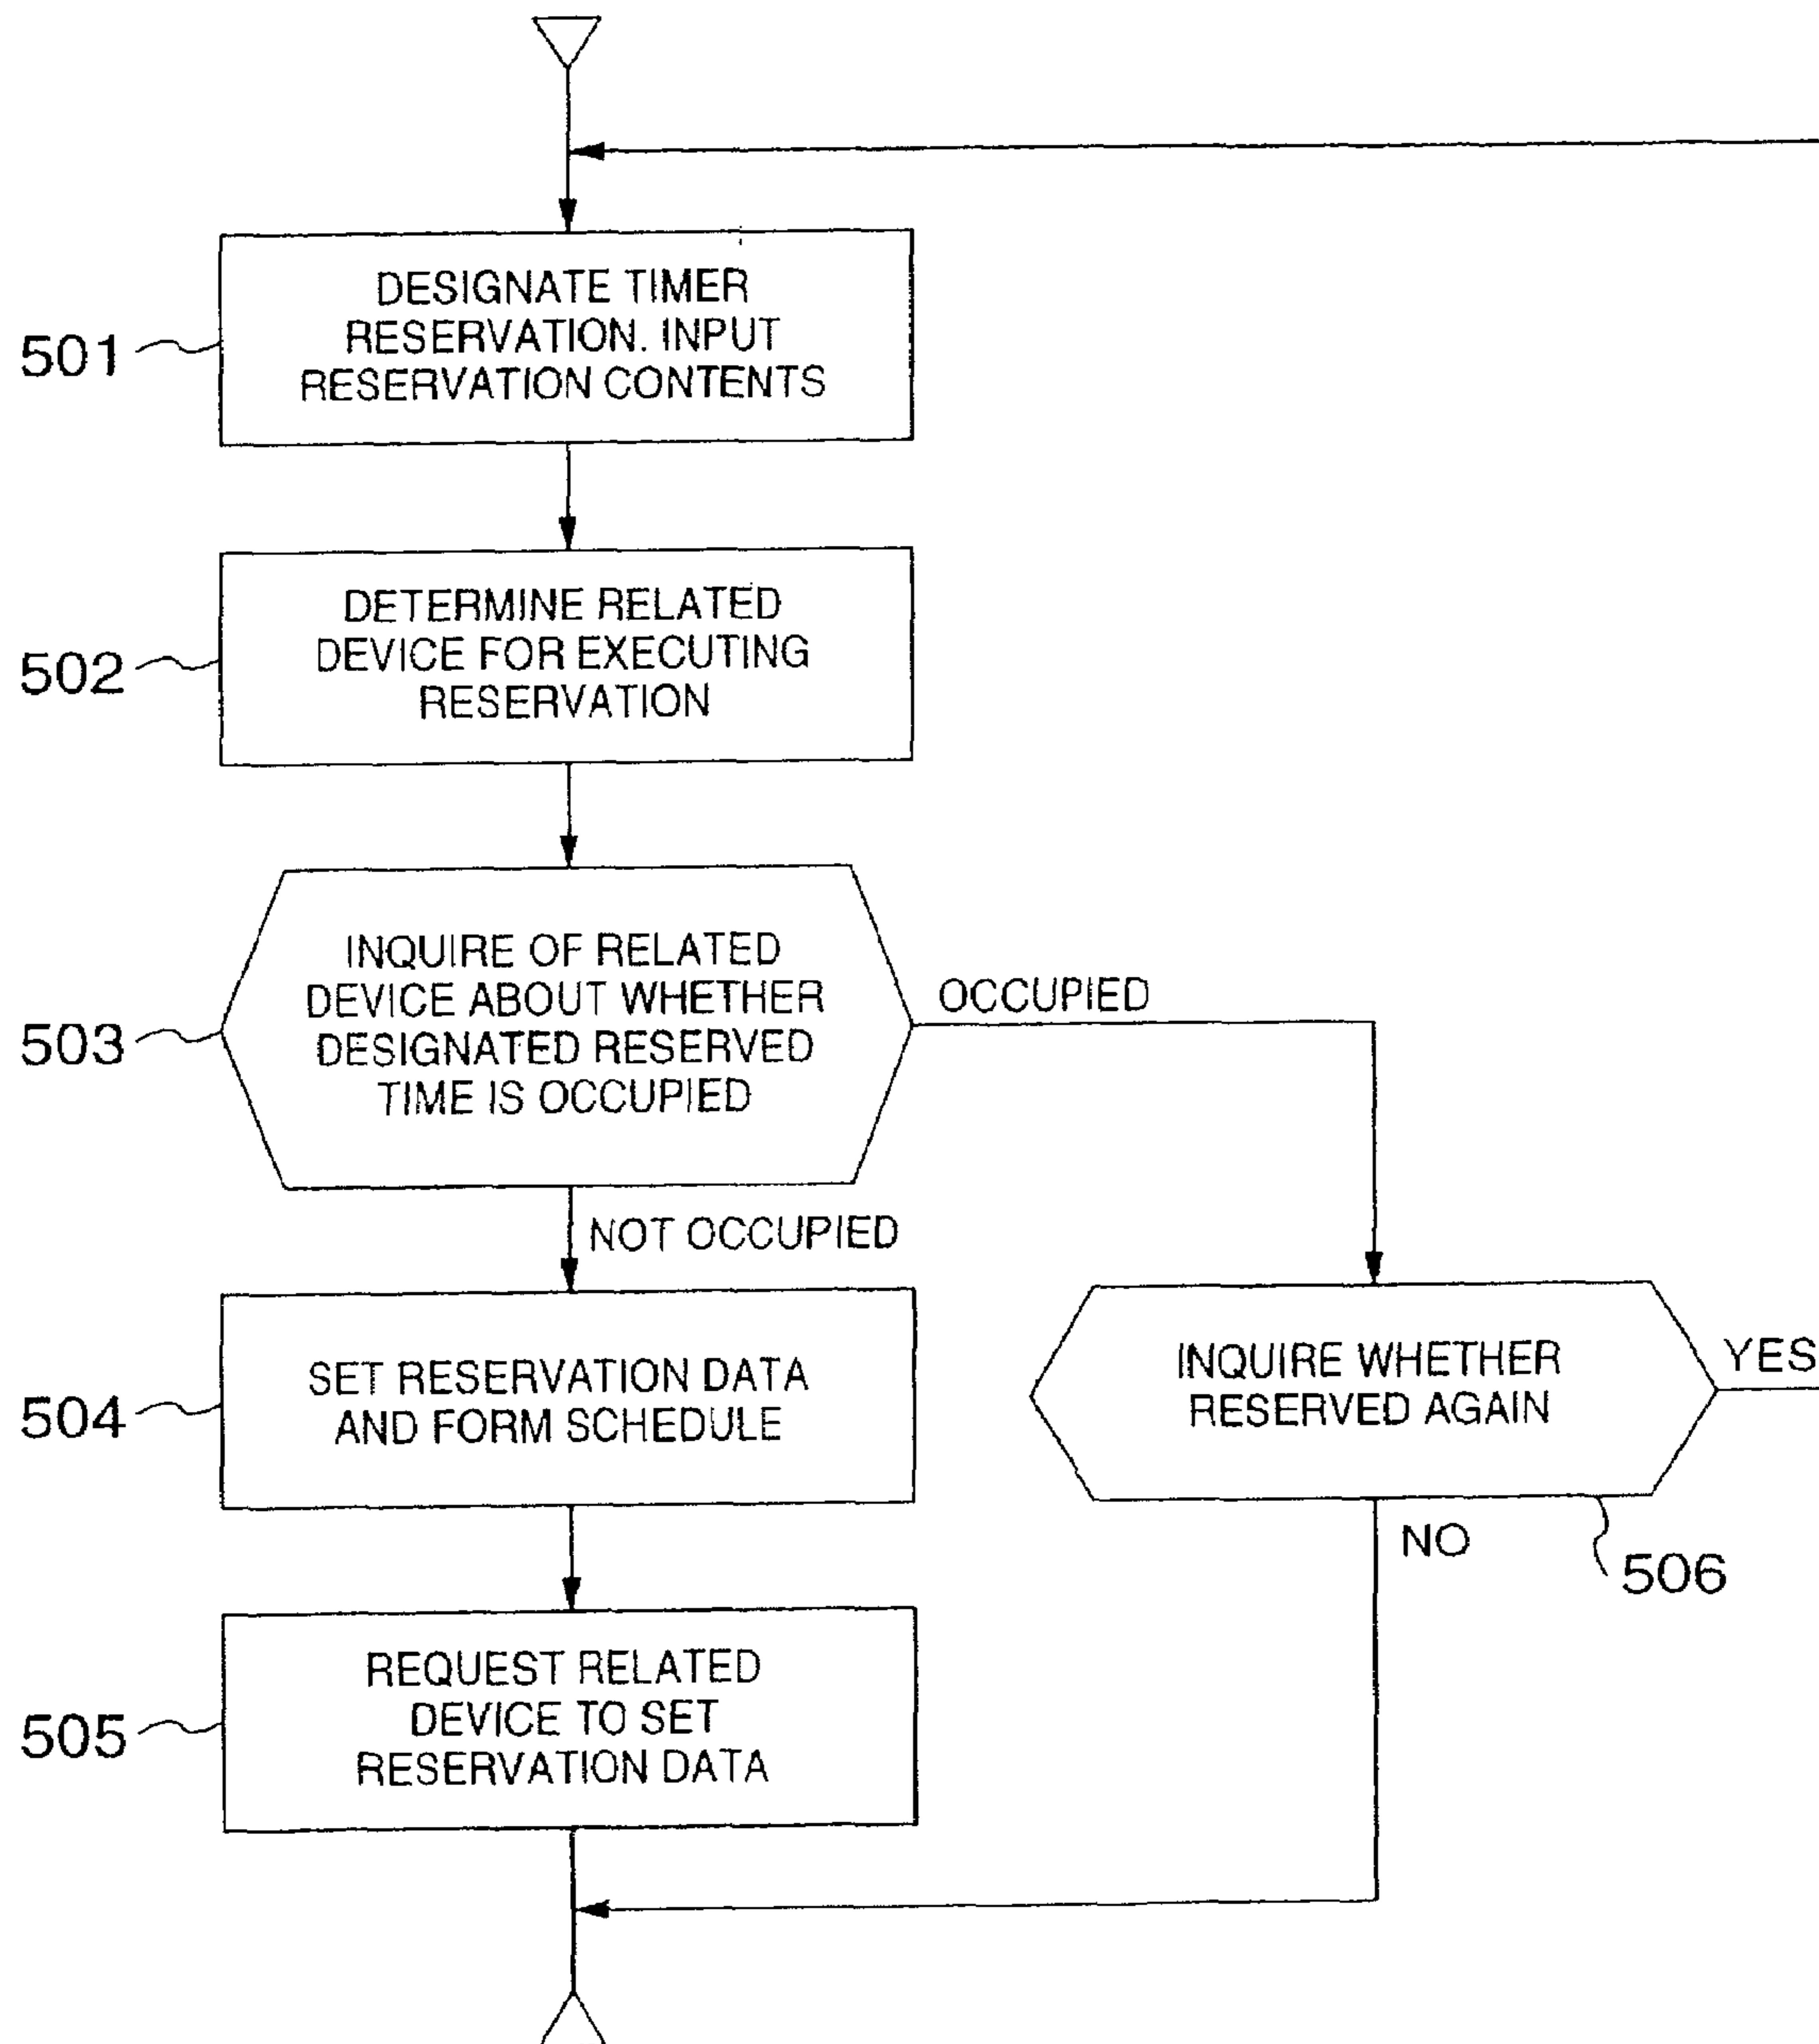 501
DESIGNATE TIMER
RESERVATION. INPUT
RESERVATION CONTENTS
502
DETERMINE RELATED
DEVICE FOR EXECUTING
RESERVATION
503
INQUIRE OF RELATED
DEVICE ABOUT WHETHER
DESIGNATED RESERVED
TIME IS OCCUPIED
OCCUPIED
NOT OCCUPIED
504
SET RESERVATION DATA
AND FORM SCHEDULE
INQUIRE WHETHER
RESERVED AGAIN
YES
NO
506
505
REQUEST RELATED
DEVICE TO SET
RESERVATION DATA